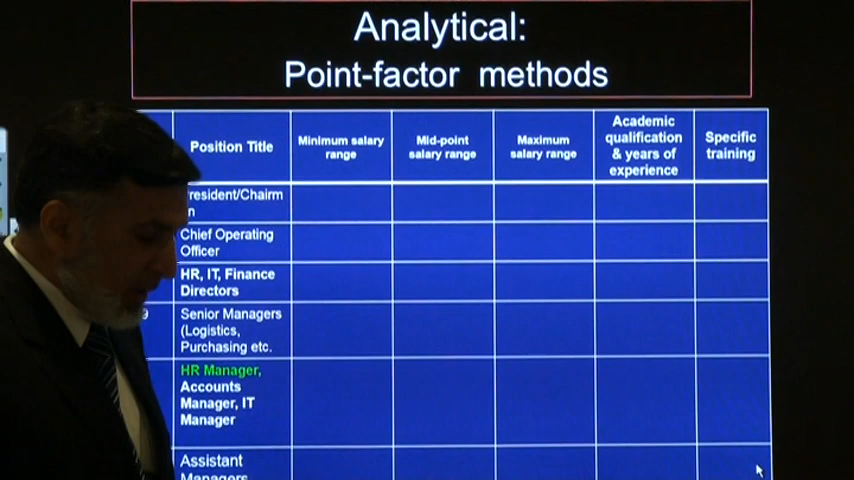 Analytical:
Point-factor methods
Position Title
Minimum salary
range
Mid-point
salary range
Maximum
salary range
Academic
qualification
& years of
experience
Specific
training
resident/Chairm
n
Chief Operating
Officer
HR, IT, Finance
Directors
9
Senior Managers
(Logistics,
Purchasing etc.
HR Manager,
Accounts
Manager, IT
Manager
Assistant
Managers